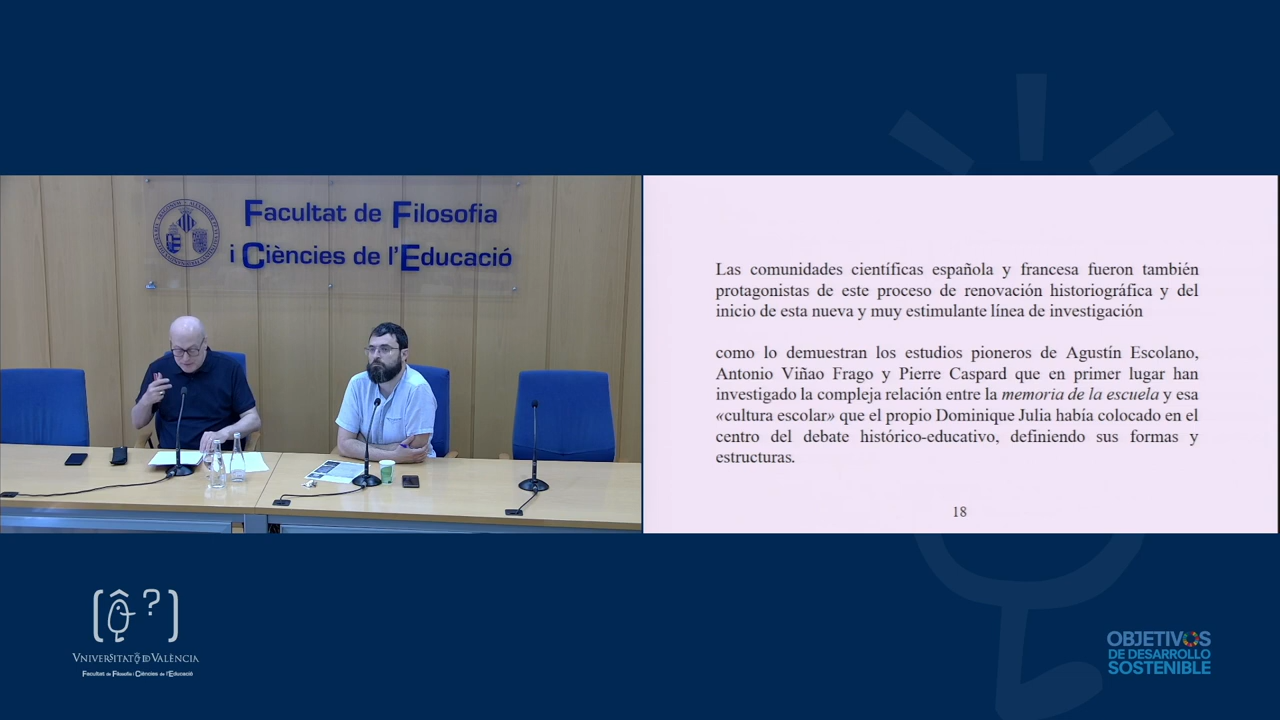 Facultat de Filosofia
i Ciències de l'Educació
Las comunidades científicas española y francesa fueron también
protagonistas de este proceso de renovación historiográfica y del
inicio de esta nueva y muy estimulante línea de investigación
como lo demuestran los estudios pioneros de Agustín Escolano,
Antonio Viñao Frago y Pierre Caspard que en primer lugar han
investigado la compleja relación entre la memoria de la escuela y esa
«cultura escolar» que el propio Dominique Julia había colocado en el
centro del debate histórico-educativo, definiendo sus formas y
estructuras.
18
VNIVERSITAT ID VALÈNCIA
Facultat de Filosofia i Ciències de l'Educació
OBJETIVOS
DE DESARROLLO
SOSTENIBLE